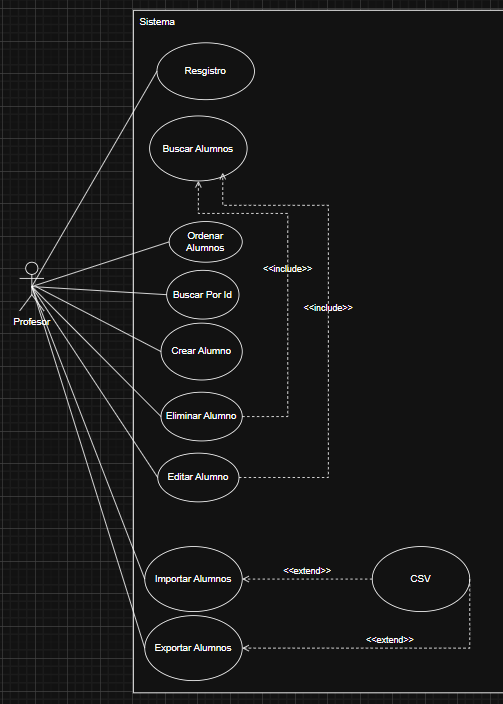 Sistema
Resgistro
Buscar Alumnos
Ordenar
Alumnos
<<include>>
Buscar Por Id
<<include>>
Profesor
Crear Alumno
Eliminar Alumno
Editar Alumno
<<extend>>
Importar Alumnos
CSV
<<extend>>
Exportar Alumnos